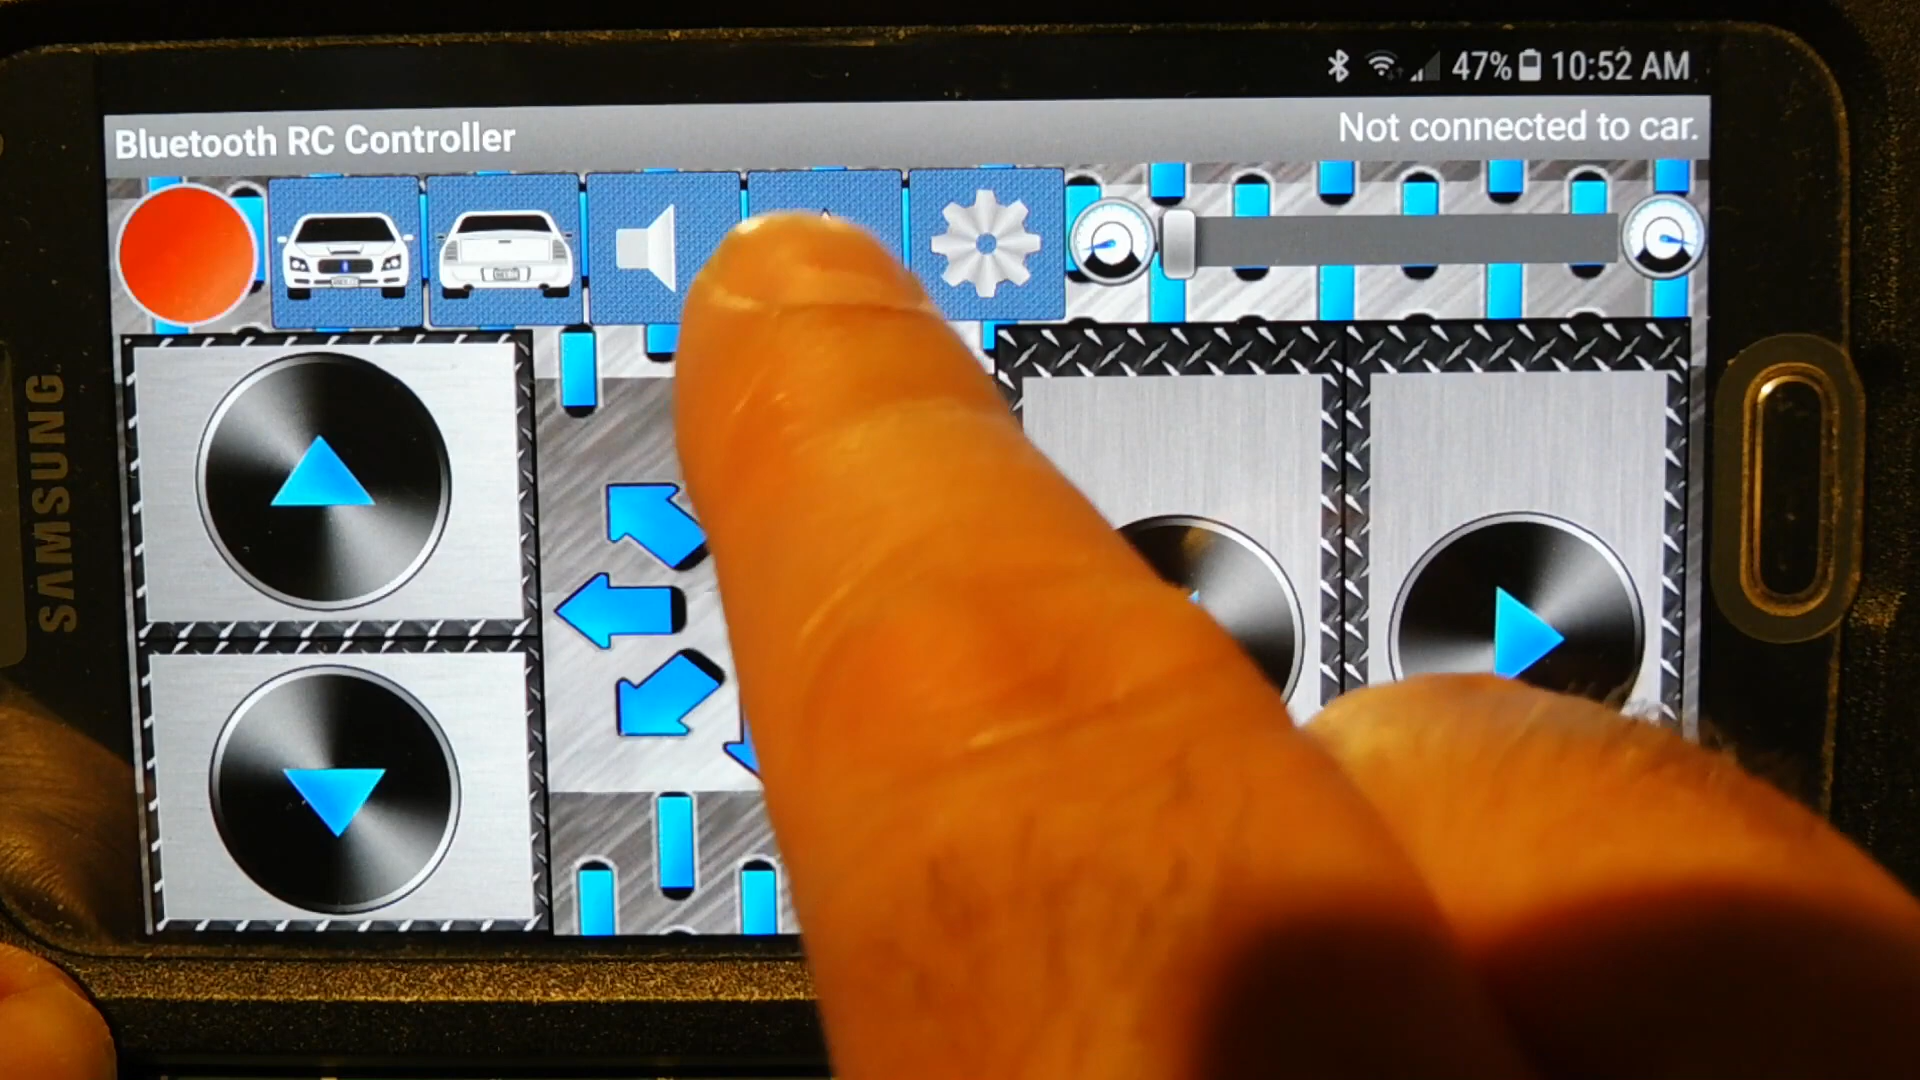 47% 10:52 AM
Bluetooth RC Controller
Not connected to car.
SAMSUNG